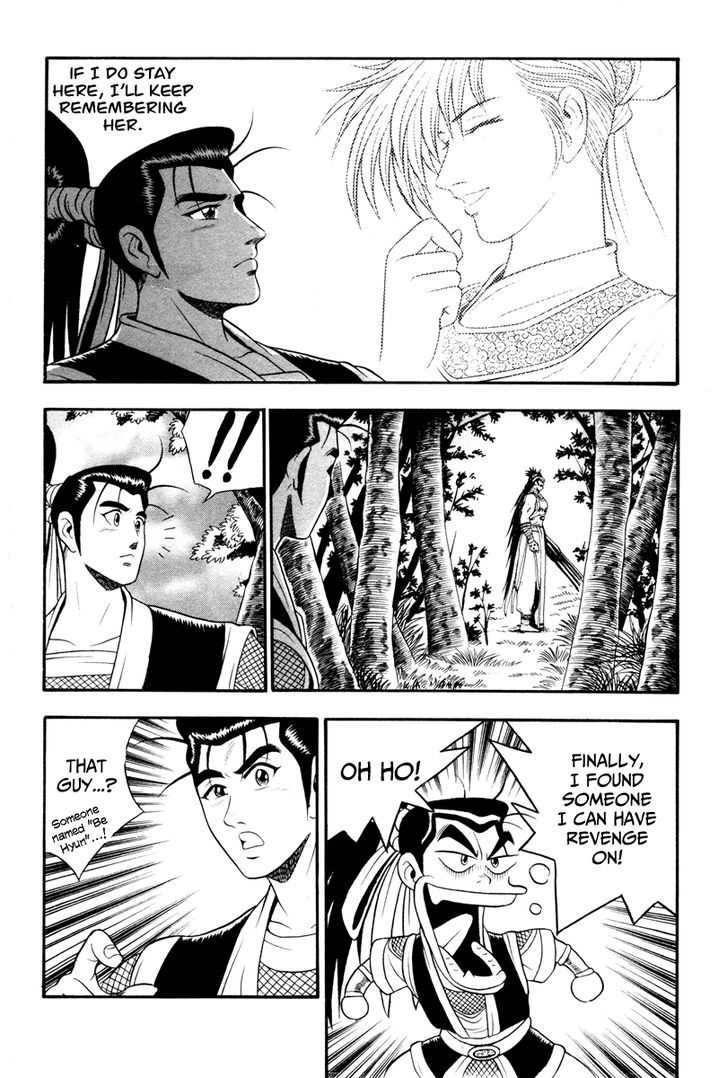 IF I DO STAY
HERE, I'LL KEEP
REMEMBERING
HER.
!!
THAT
GUY...?
Someone
named "Be
Hyun"...!
OH HO!
FINALLY,
I FOUND
SOMEONE
I CAN HAVE
REVENGE
ON!